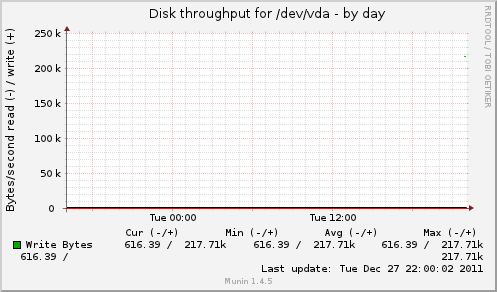 Disk throughput for /dev/vda - by day
RRDTOOL / TOBI OETIKER
Bytes/second read (-) / write (+)
250 k
200 k
150 k
100 k
50 k
0
Tue 00:00 Tue 12:00
Cur (-/+) Min (-/+) Avg (-/+) Max (-/+)
Write Bytes 616.39 / 217.71k 616.39 / 217.71k 616.39 / 217.71k
616.39 / 217.71k
Last update: Tue Dec 27 22:00:02 2011
Munin 1.4.5